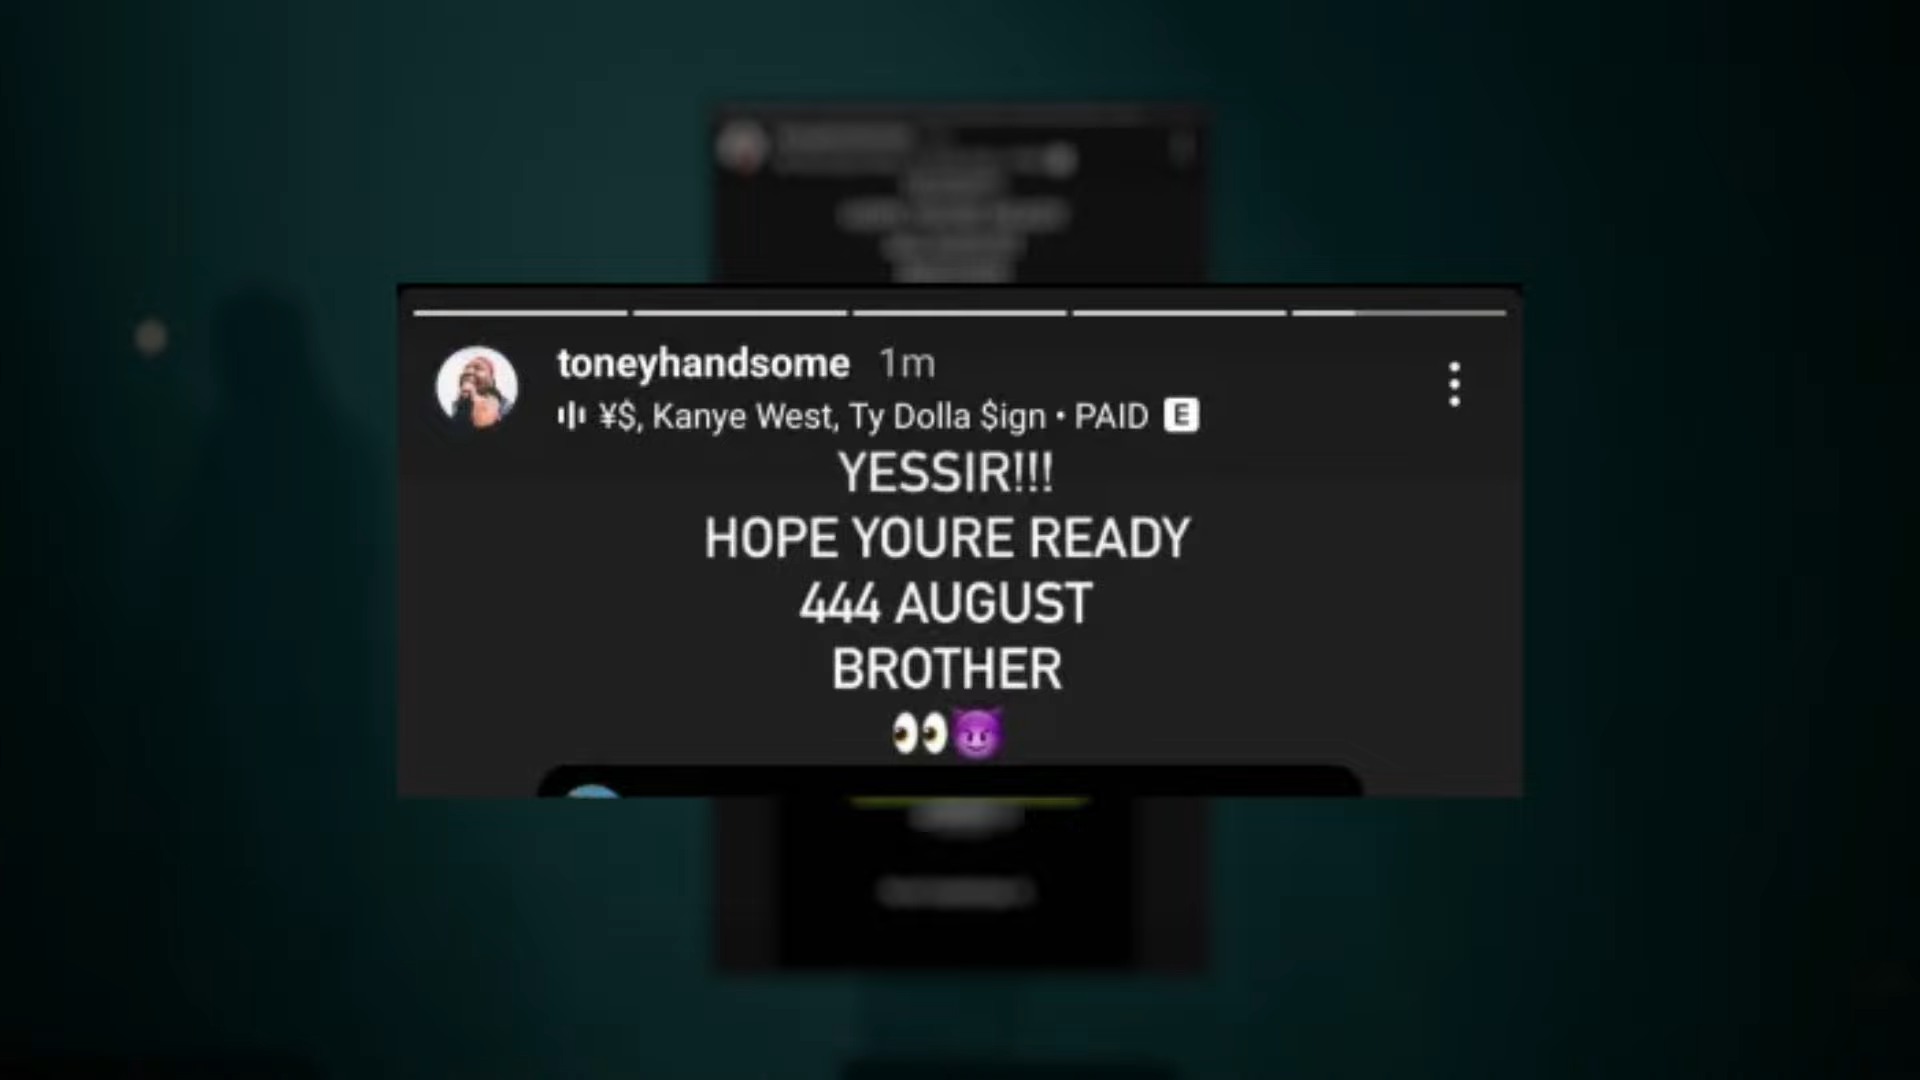 toneyhandsome 1m
¥$, Kanye West, Ty Dolla $ign • PAID E
YESSIR!!!
HOPE YOURE READY
444 AUGUST
BROTHER
👀😈